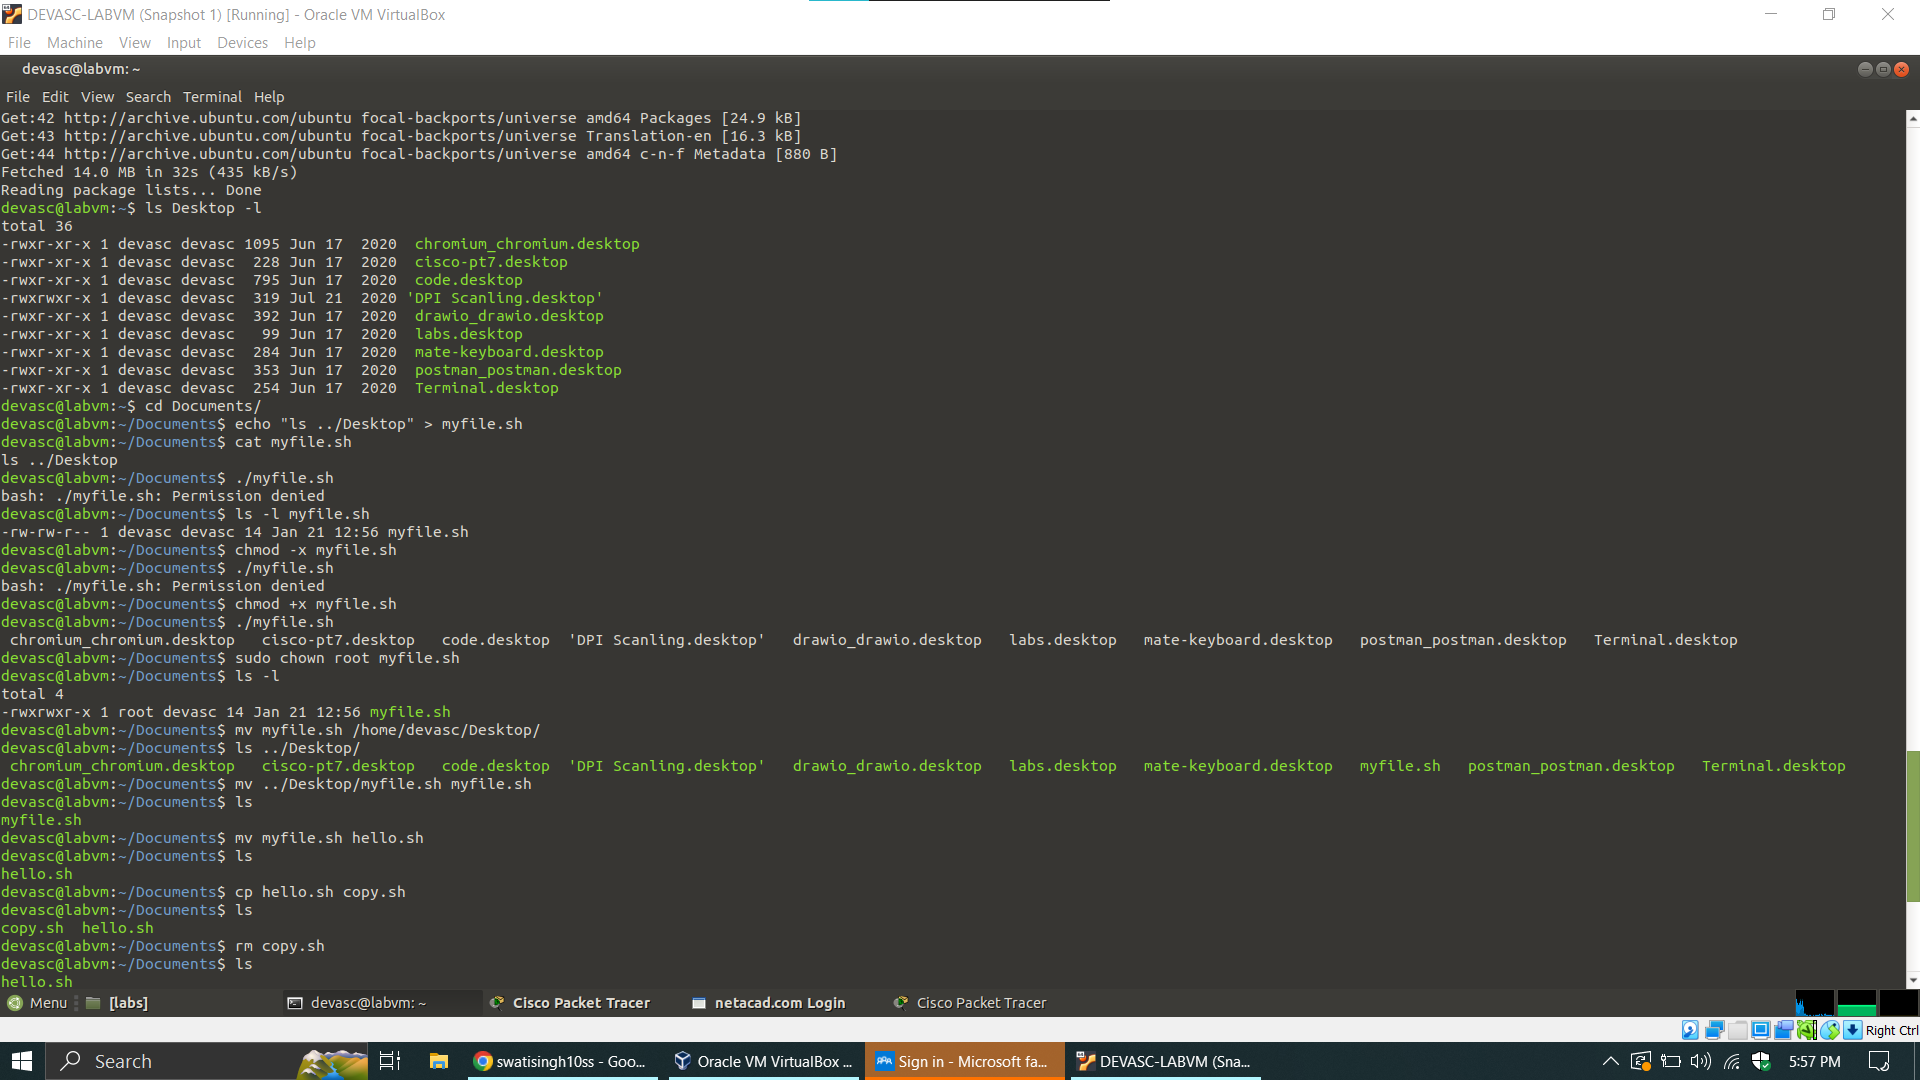 DEVASC-LABVM (Snapshot 1) [Running] - Oracle VM VirtualBox
File Machine View Input Devices Help
devasc@labvm: ~
File Edit View Search Terminal Help
Get:42 http://archive.ubuntu.com/ubuntu focal-backports/universe amd64 Packages [24.9 kB]
Get:43 http://archive.ubuntu.com/ubuntu focal-backports/universe Translation-en [16.3 kB]
Get:44 http://archive.ubuntu.com/ubuntu focal-backports/universe amd64 c-n-f Metadata [880 B]
Fetched 14.0 MB in 32s (435 kB/s)
Reading package lists... Done
devasc@labvm:~$ ls Desktop -l
total 36
-rwxr-xr-x 1 devasc devasc 1095 Jun 17  2020  chromium_chromium.desktop
-rwxr-xr-x 1 devasc devasc  228 Jun 17  2020  cisco-pt7.desktop
-rwxr-xr-x 1 devasc devasc  795 Jun 17  2020  code.desktop
-rwxrwxr-x 1 devasc devasc  319 Jul 21  2020 'DPI Scanling.desktop'
-rwxr-xr-x 1 devasc devasc  392 Jun 17  2020  drawio_drawio.desktop
-rwxr-xr-x 1 devasc devasc   99 Jun 17  2020  labs.desktop
-rwxr-xr-x 1 devasc devasc  284 Jun 17  2020  mate-keyboard.desktop
-rwxr-xr-x 1 devasc devasc  353 Jun 17  2020  postman_postman.desktop
-rwxr-xr-x 1 devasc devasc  254 Jun 17  2020  Terminal.desktop
devasc@labvm:~$ cd Documents/
devasc@labvm:~/Documents$ echo "ls ../Desktop" > myfile.sh
devasc@labvm:~/Documents$ cat myfile.sh
ls ../Desktop
devasc@labvm:~/Documents$ ./myfile.sh
bash: ./myfile.sh: Permission denied
devasc@labvm:~/Documents$ ls -l myfile.sh
-rw-rw-r-- 1 devasc devasc 14 Jan 21 12:56 myfile.sh
devasc@labvm:~/Documents$ chmod -x myfile.sh
devasc@labvm:~/Documents$ ./myfile.sh
bash: ./myfile.sh: Permission denied
devasc@labvm:~/Documents$ chmod +x myfile.sh
devasc@labvm:~/Documents$ ./myfile.sh
 chromium_chromium.desktop   cisco-pt7.desktop   code.desktop  'DPI Scanling.desktop'   drawio_drawio.desktop   labs.desktop   mate-keyboard.desktop   postman_postman.desktop   Terminal.desktop
devasc@labvm:~/Documents$ sudo chown root myfile.sh
devasc@labvm:~/Documents$ ls -l
total 4
-rwxrwxr-x 1 root devasc 14 Jan 21 12:56 myfile.sh
devasc@labvm:~/Documents$ mv myfile.sh /home/devasc/Desktop/
devasc@labvm:~/Documents$ ls ../Desktop/
 chromium_chromium.desktop   cisco-pt7.desktop   code.desktop  'DPI Scanling.desktop'   drawio_drawio.desktop   labs.desktop   mate-keyboard.desktop   myfile.sh   postman_postman.desktop   Terminal.desktop
devasc@labvm:~/Documents$ mv ../Desktop/myfile.sh myfile.sh
devasc@labvm:~/Documents$ ls
myfile.sh
devasc@labvm:~/Documents$ mv myfile.sh hello.sh
devasc@labvm:~/Documents$ ls
hello.sh
devasc@labvm:~/Documents$ cp hello.sh copy.sh
devasc@labvm:~/Documents$ ls
copy.sh  hello.sh
devasc@labvm:~/Documents$ rm copy.sh
devasc@labvm:~/Documents$ ls
hello.sh
Menu [labs] devasc@labvm: ~ Cisco Packet Tracer netacad.com Login Cisco Packet Tracer
Right Ctrl
Search swatisingh10ss - Goo... Oracle VM VirtualBox ... Sign in - Microsoft fa... DEVASC-LABVM (Sna... 5:57 PM